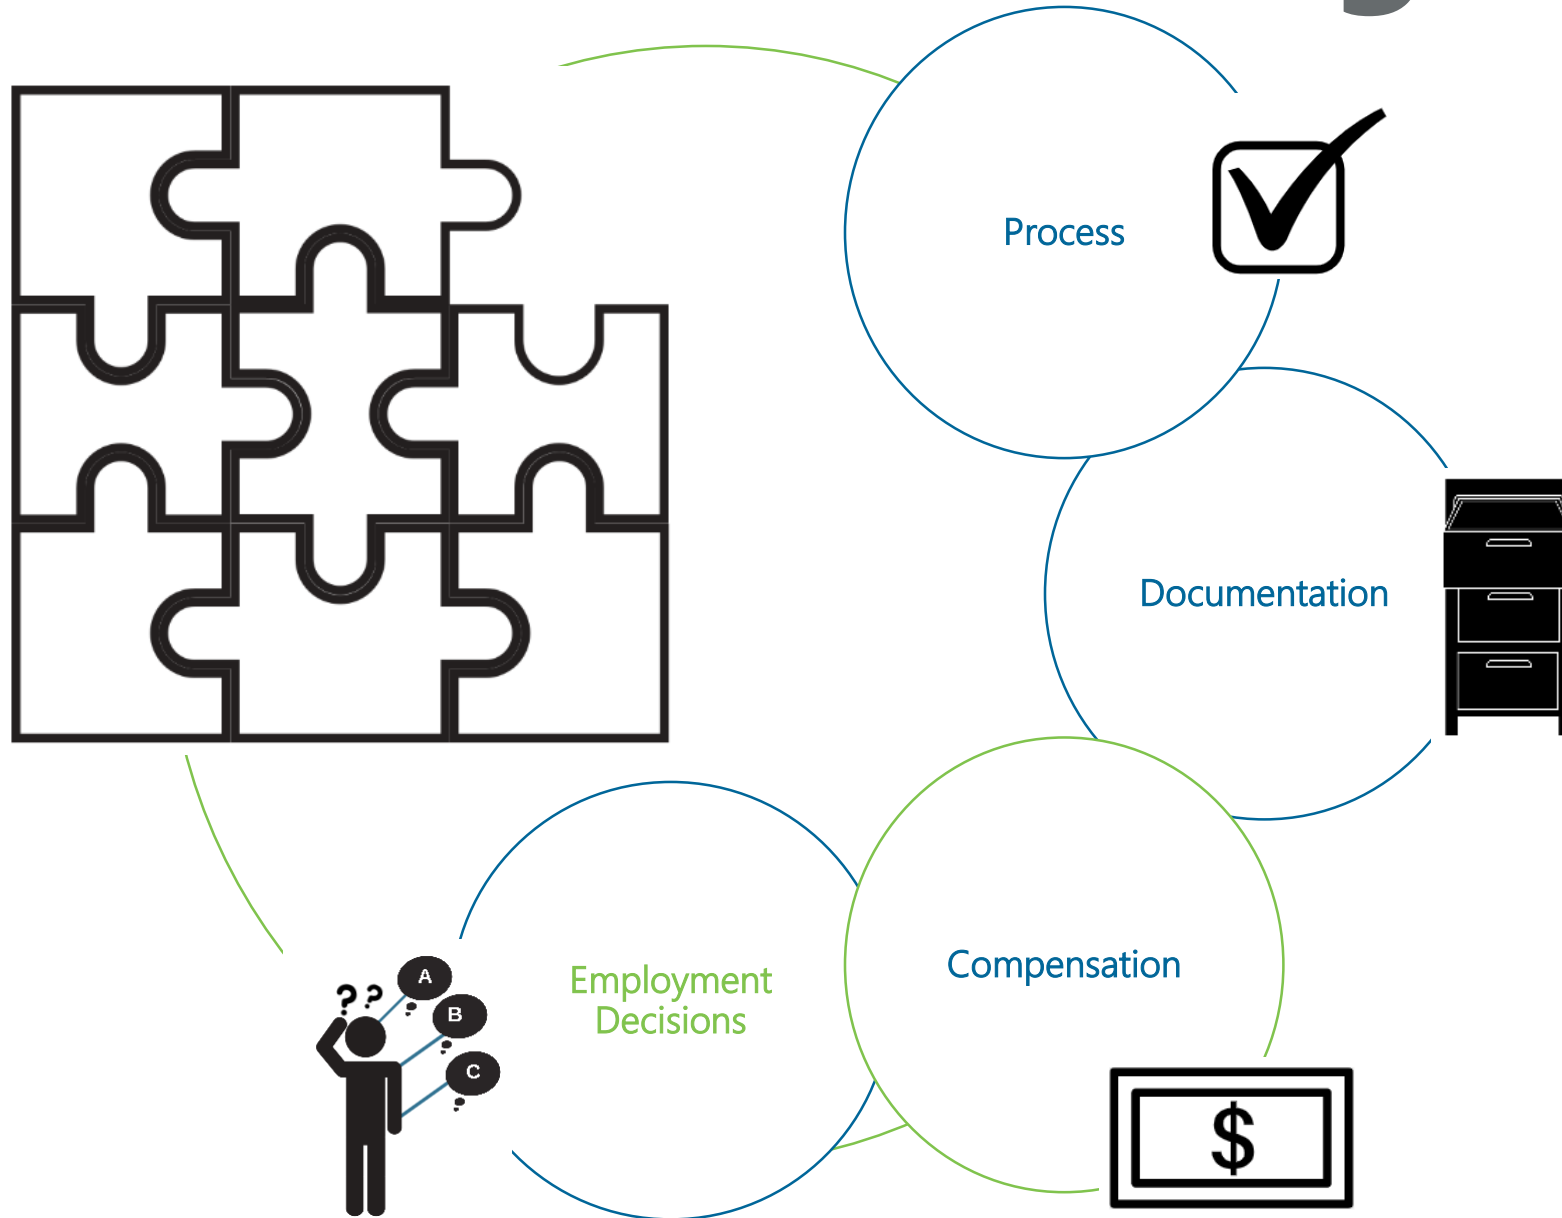 Process
Documentation
Compensation
Employment
Decisions
? ?
A
B
C
$